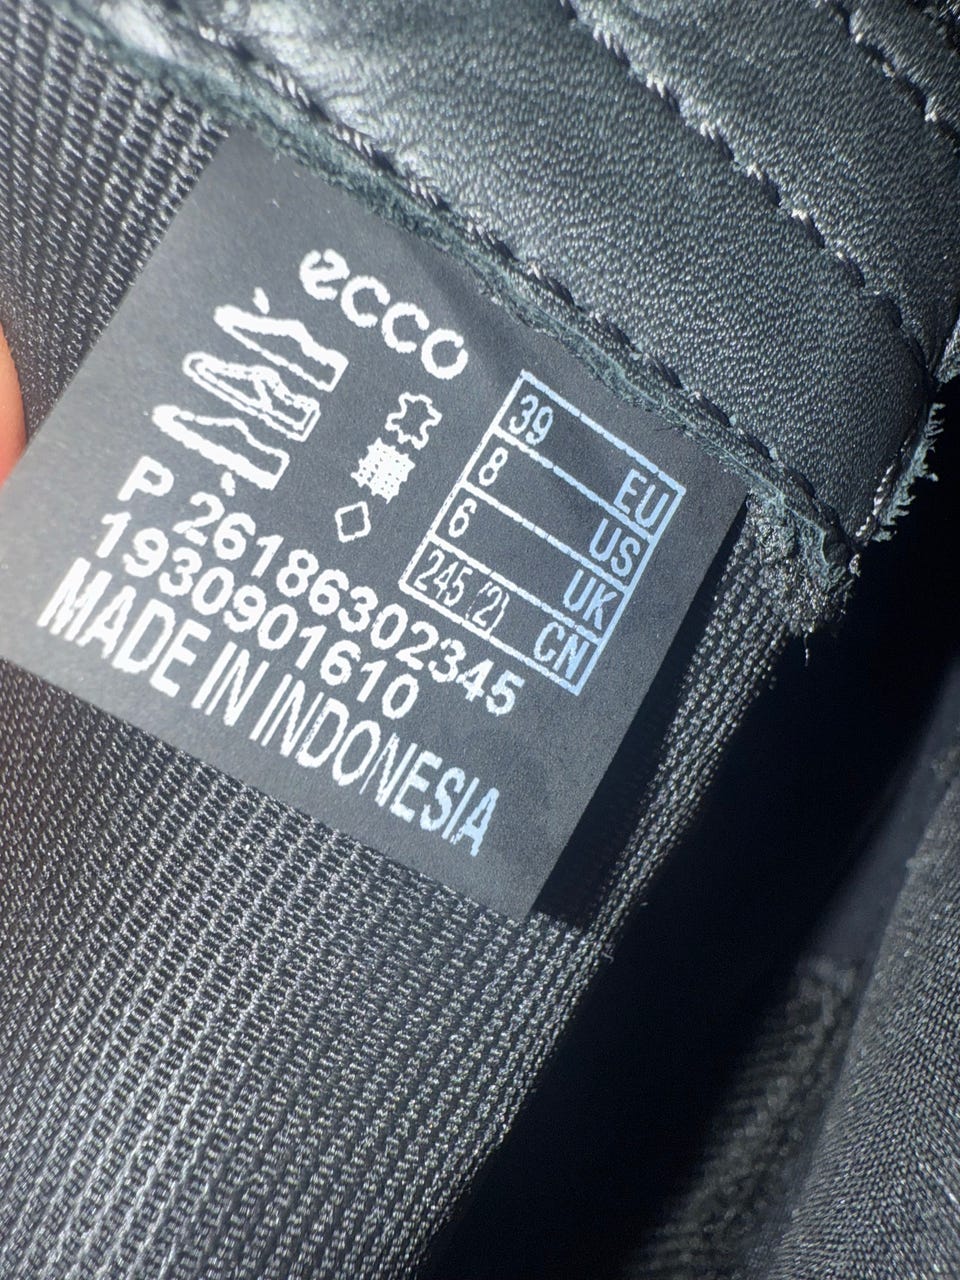 ecco
39 EU
8 US
6 UK
245 (2) CN
P 26186302345
1930901610
MADE IN INDONESIA